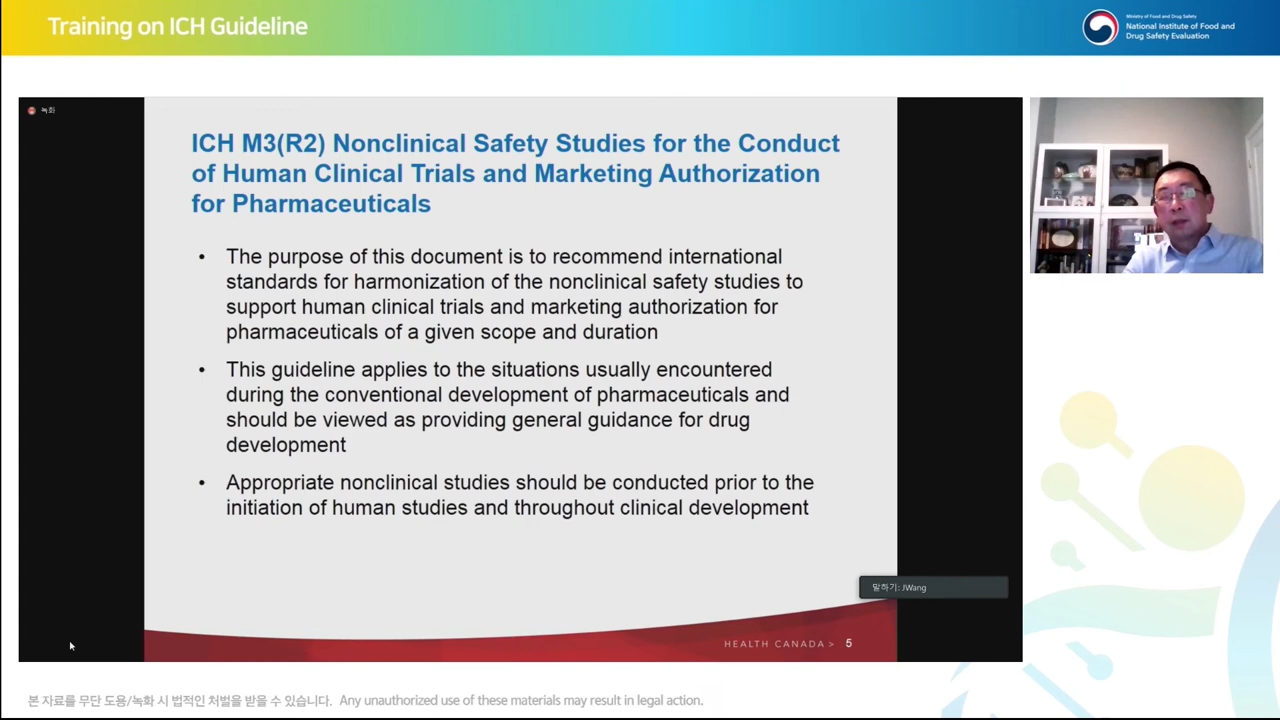 Training on ICH Guideline
Ministry of Food and Drug Safety
National Institute of Food and
Drug Safety Evaluation
녹화
ICH M3(R2) Nonclinical Safety Studies for the Conduct
of Human Clinical Trials and Marketing Authorization
for Pharmaceuticals
• The purpose of this document is to recommend international
standards for harmonization of the nonclinical safety studies to
support human clinical trials and marketing authorization for
pharmaceuticals of a given scope and duration
• This guideline applies to the situations usually encountered
during the conventional development of pharmaceuticals and
should be viewed as providing general guidance for drug
development
• Appropriate nonclinical studies should be conducted prior to the
initiation of human studies and throughout clinical development
말하기: JWang
HEALTH CANADA > 5
본 자료를 무단 도용/녹화 시 법적인 처벌을 받을 수 있습니다. Any unauthorized use of these materials may result in legal action.